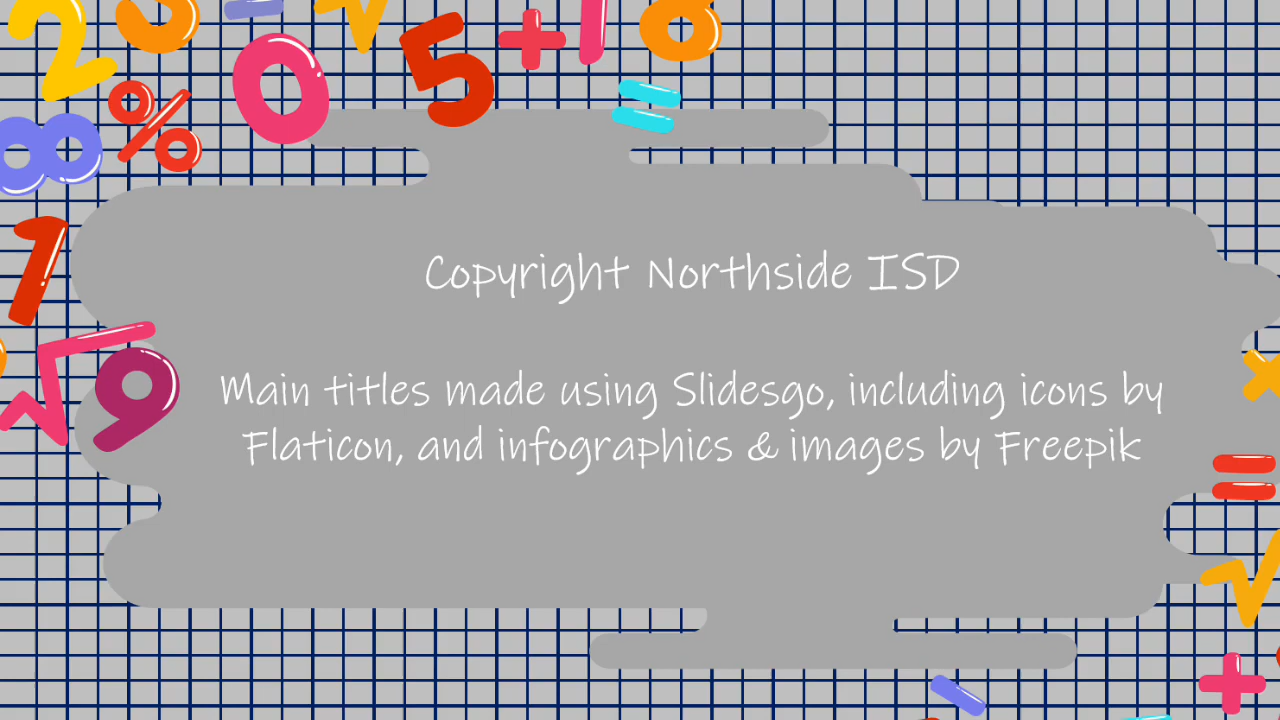 Copyright Northside ISD
Main titles made using Slidesgo, including icons by
Flaticon, and infographics & images by Freepik